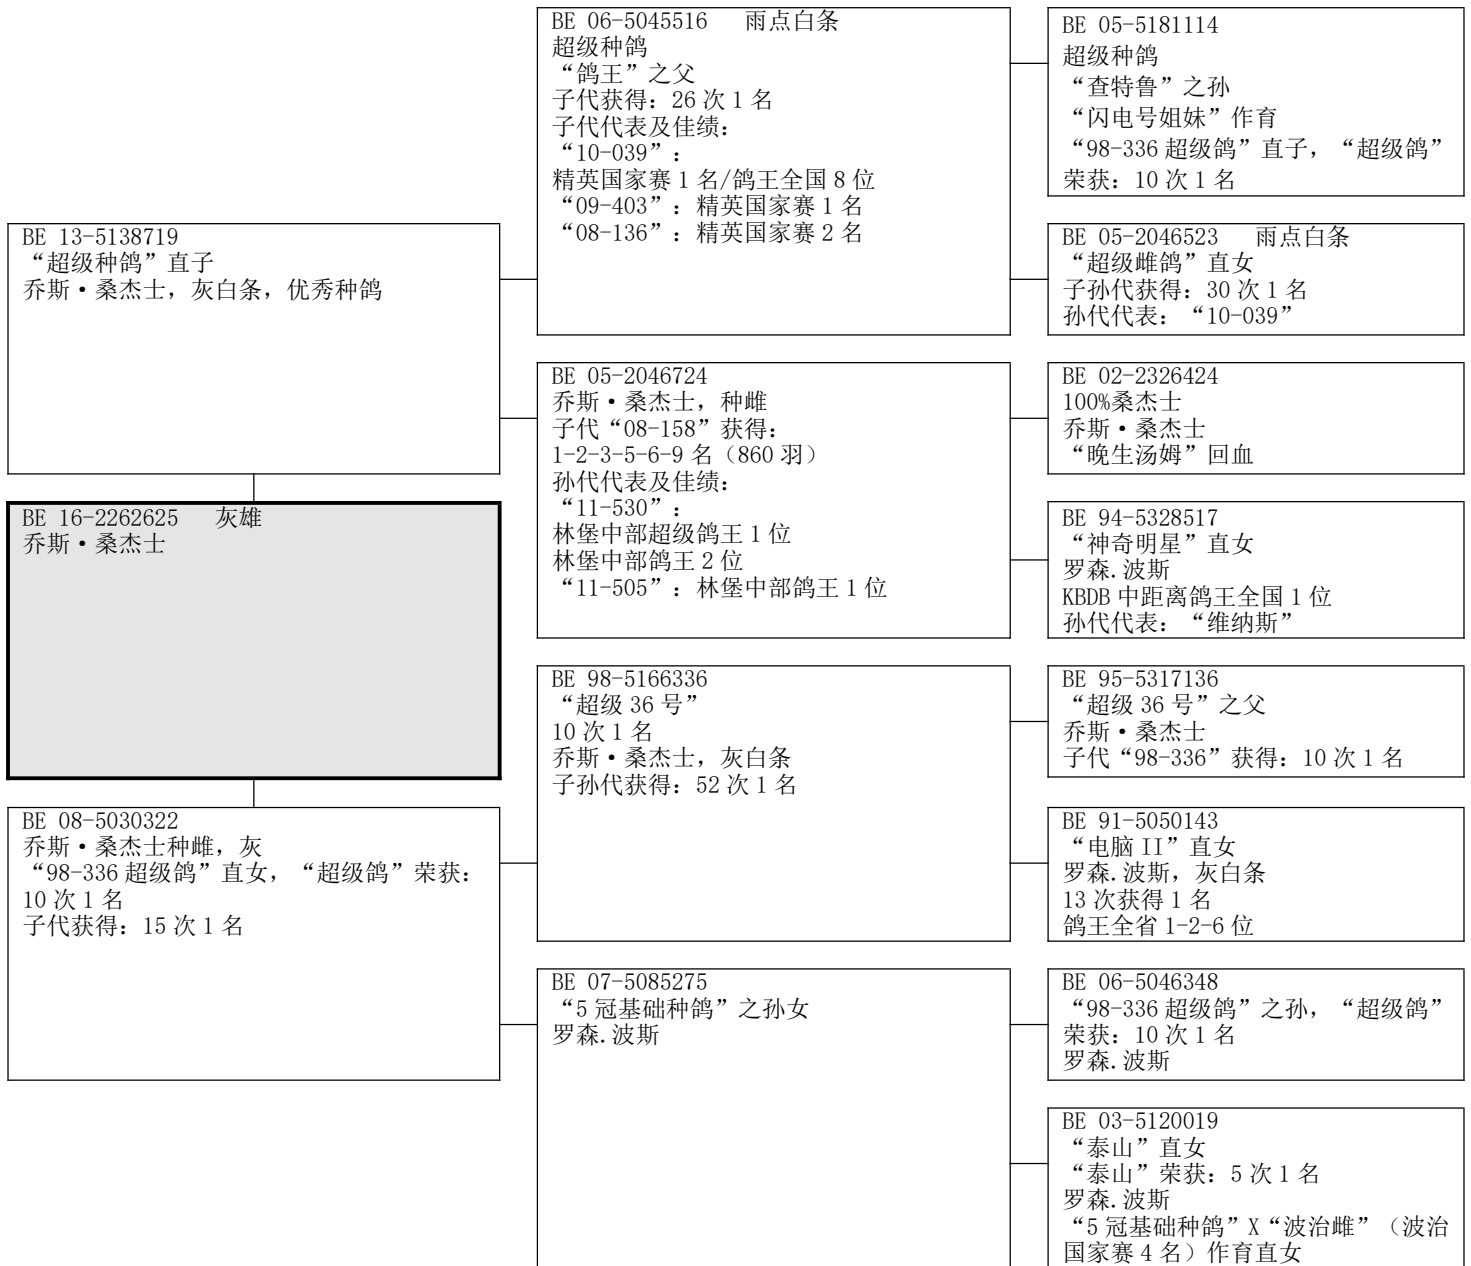 BE 13-5138719
“超级种鸽”直子
乔斯·桑杰士，灰白条，优秀种鸽
BE 16-2262625 灰雄
乔斯·桑杰士
BE 08-5030322
乔斯·桑杰士种雌，灰
“98-336 超级鸽”直女，“超级鸽”荣获：
10 次 1 名
子代获得：15 次 1 名
BE 06-5045516 雨点白条
超级种鸽
“鸽王”之父
子代获得：26 次 1 名
子代代表及佳绩：
“10-039”：
精英国家赛 1 名/鸽王全国 8 位
“09-403”：精英国家赛 1 名
“08-136”：精英国家赛 2 名
BE 05-2046724
乔斯·桑杰士，种雌
子代“08-158”获得：
1-2-3-5-6-9 名（860 羽）
孙代代表及佳绩：
“11-530”：
林堡中部超级鸽王 1 位
林堡中部鸽王 2 位
“11-505”：林堡中部鸽王 1 位
BE 98-5166336
“超级 36 号”
10 次 1 名
乔斯·桑杰士，灰白条
子孙代获得：52 次 1 名
BE 07-5085275
“5 冠基础种鸽”之孙女
罗森.波斯
BE 05-5181114
超级种鸽
“查特鲁”之孙
“闪电号姐妹”作育
“98-336 超级鸽”直子，“超级鸽”
荣获：10 次 1 名
BE 05-2046523 雨点白条
“超级雌鸽”直女
子孙代获得：30 次 1 名
孙代代表：“10-039”
BE 02-2326424
100%桑杰士
乔斯·桑杰士
“晚生汤姆”回血
BE 94-5328517
“神奇明星”直女
罗森.波斯
KBDB 中距离鸽王全国 1 位
孙代代表：“维纳斯”
BE 95-5317136
“超级 36 号”之父
乔斯·桑杰士
子代“98-336”获得：10 次 1 名
BE 91-5050143
“电脑 II”直女
罗森.波斯，灰白条
13 次获得 1 名
鸽王全省 1-2-6 位
BE 06-5046348
“98-336 超级鸽”之孙，“超级鸽”
荣获：10 次 1 名
罗森.波斯
BE 03-5120019
“泰山”直女
“泰山”荣获：5 次 1 名
罗森.波斯
“5 冠基础种鸽”X“波治雌”（波治
国家赛 4 名）作育直女